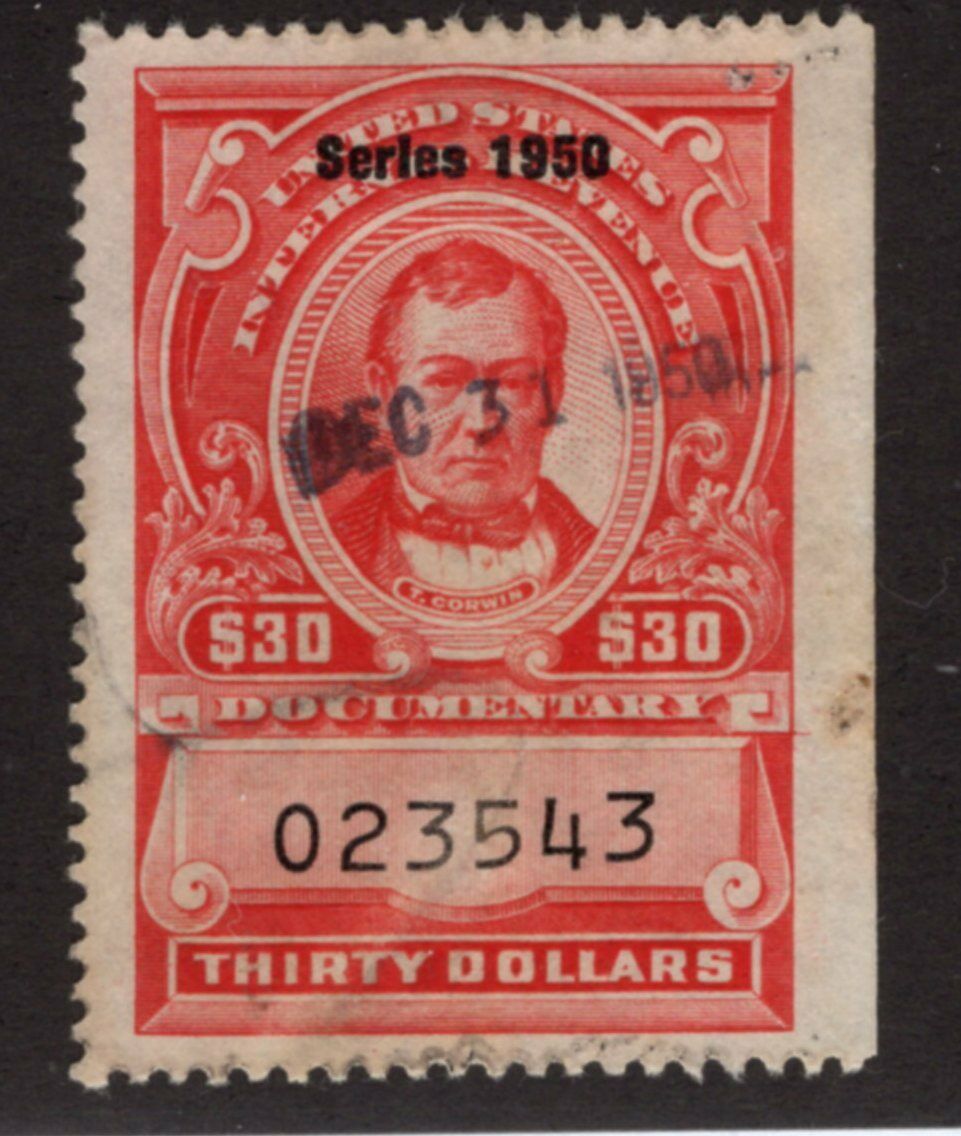 UNITED STATES
Series 1950
INTERNAL REVENUE
DEC 31 1950
T. CORWIN
$30 $30
DOCUMENTARY
023543
THIRTY DOLLARS